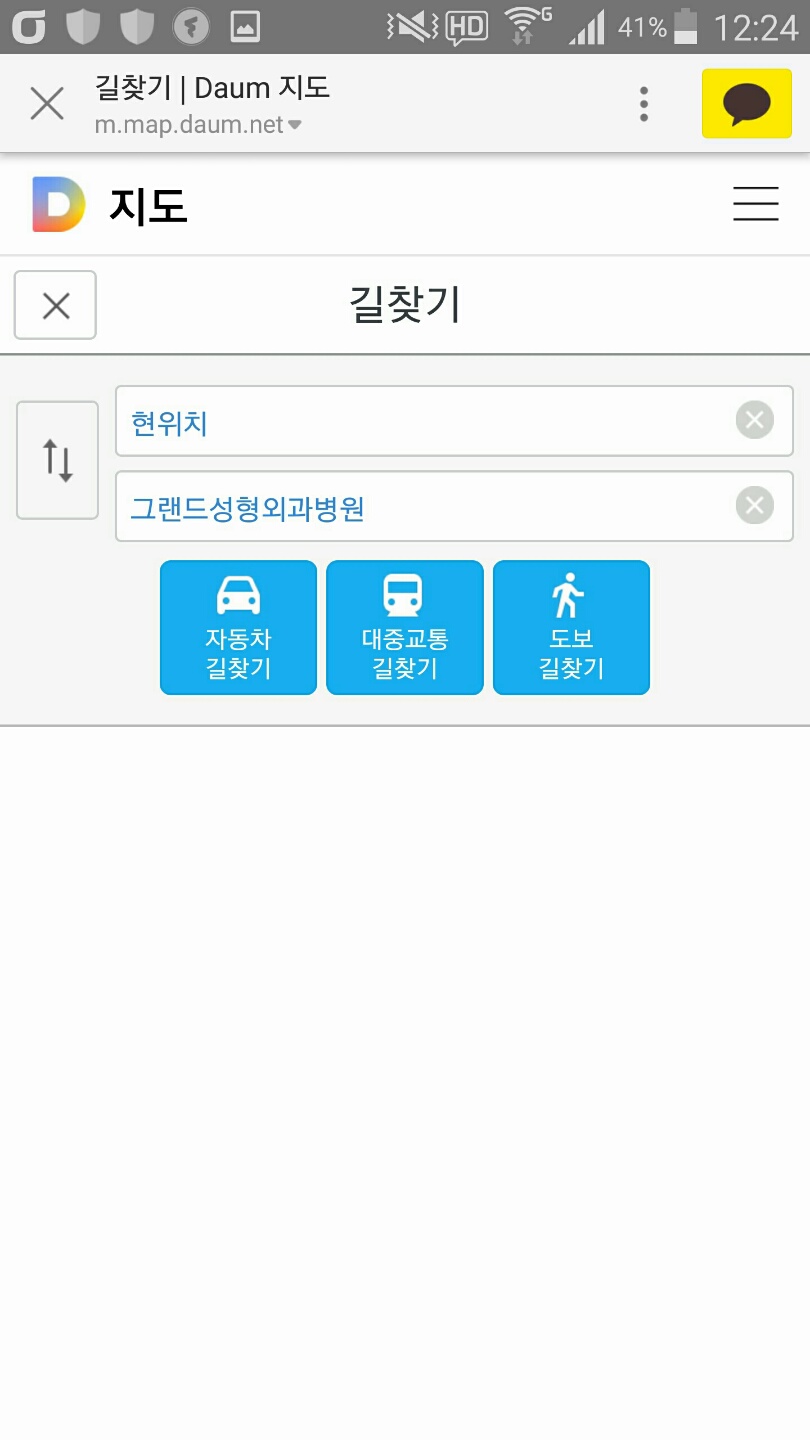 HD G 41% 12:24
길찾기 | Daum 지도
m.map.daum.net
D 지도
길찾기
현위치
그랜드성형외과병원
자동차
길찾기
대중교통
길찾기
도보
길찾기